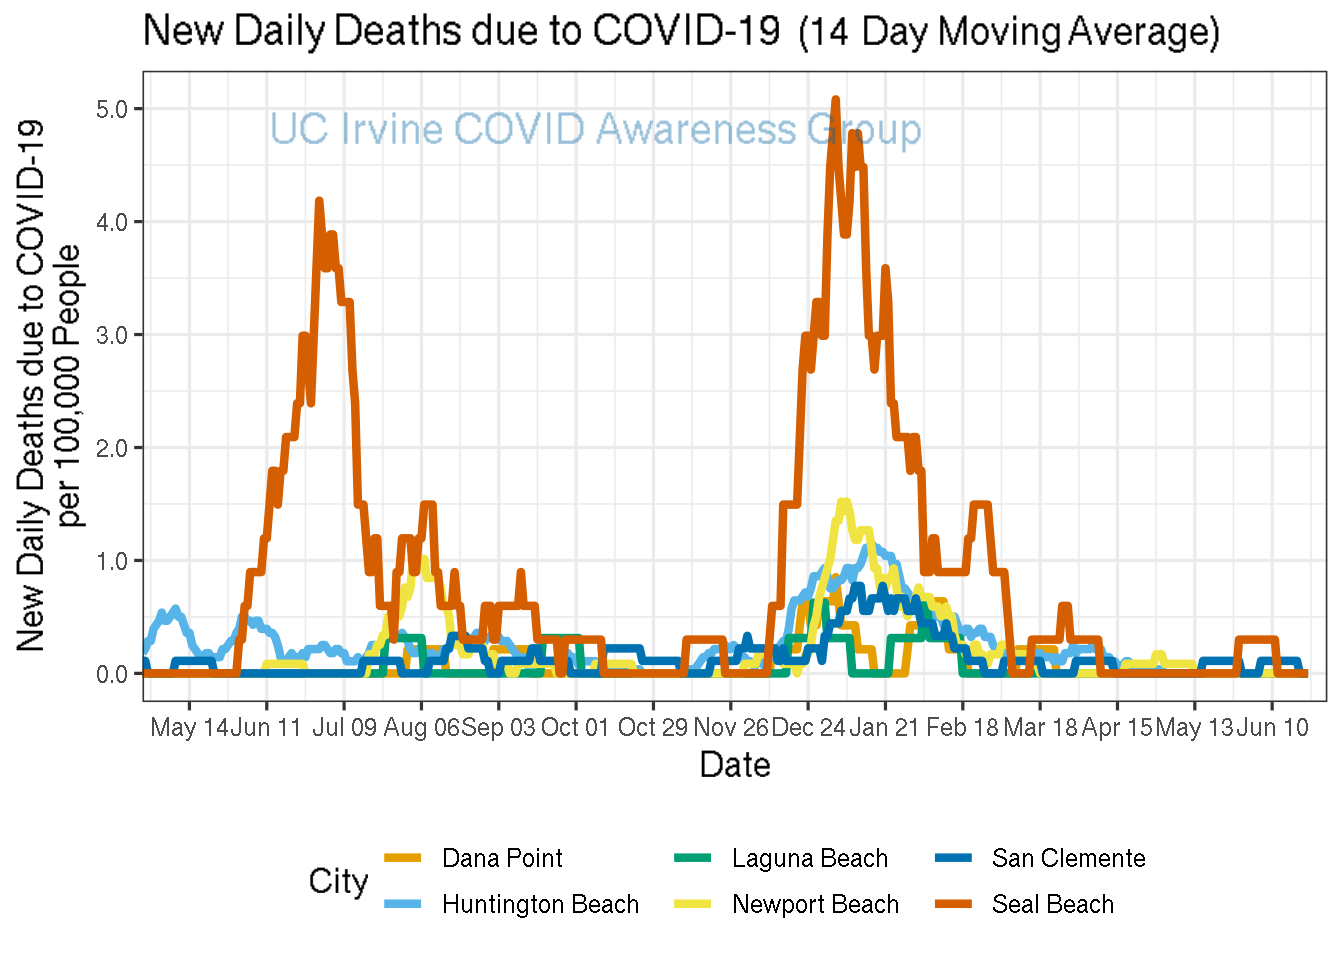 New Daily Deaths due to COVID-19 (14 Day Moving Average)
New Daily Deaths due to COVID-19
per 100,000 People
5.0
4.0
3.0
2.0
1.0
0.0
UC Irvine COVID Awareness Group
May 14 Jun 11 Jul 09 Aug 06 Sep 03 Oct 01 Oct 29 Nov 26 Dec 24 Jan 21 Feb 18 Mar 18 Apr 15 May 13 Jun 10
Date
City
Dana Point Laguna Beach San Clemente
Huntington Beach Newport Beach Seal Beach